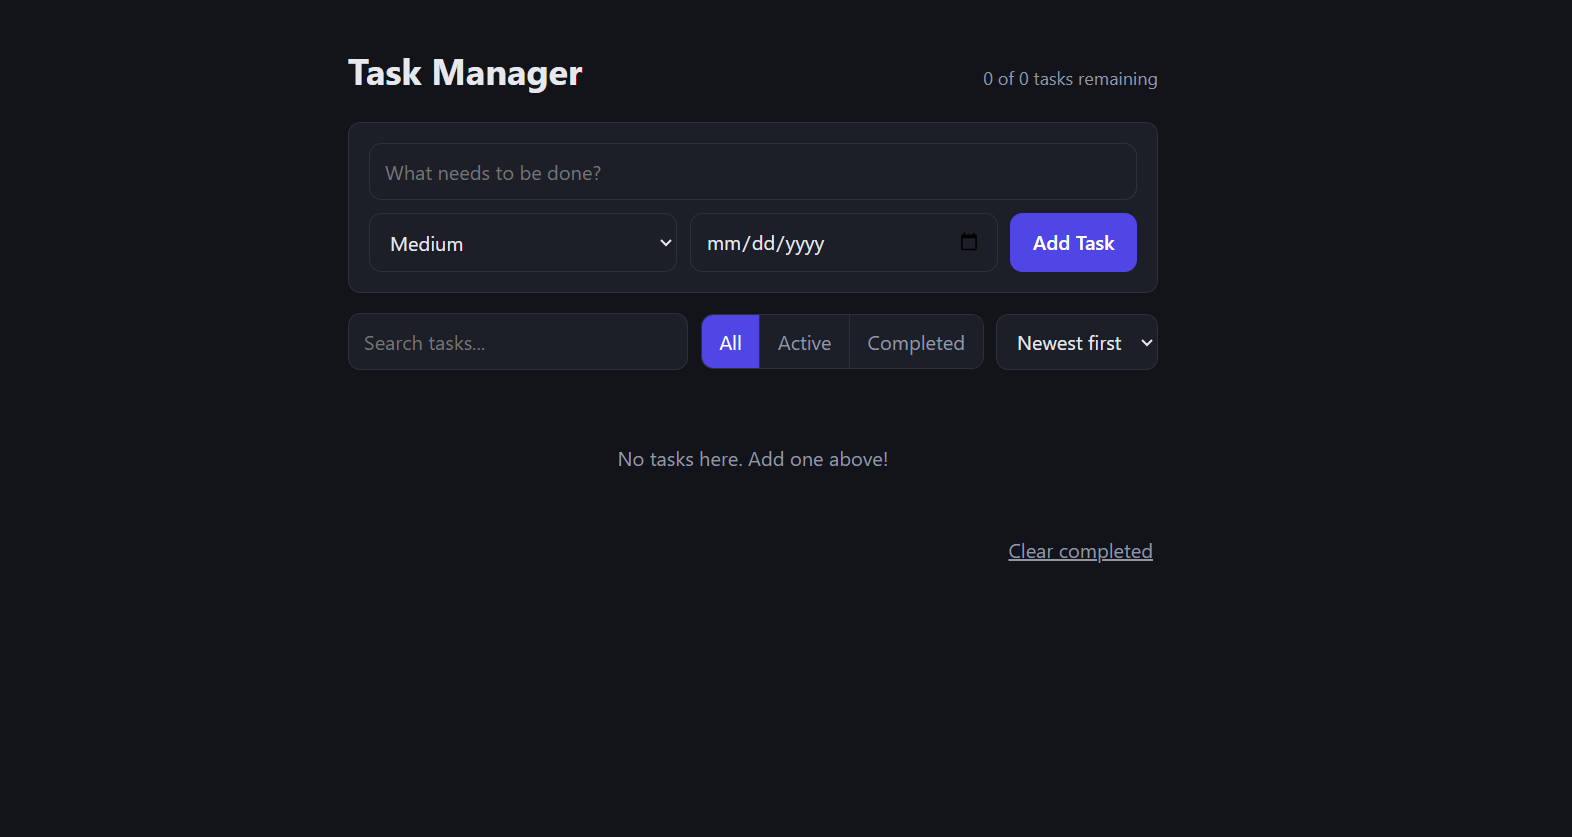 Task Manager
0 of 0 tasks remaining
What needs to be done?
Medium
mm/dd/yyyy
Add Task
Search tasks...
All
Active
Completed
Newest first
No tasks here. Add one above!
Clear completed